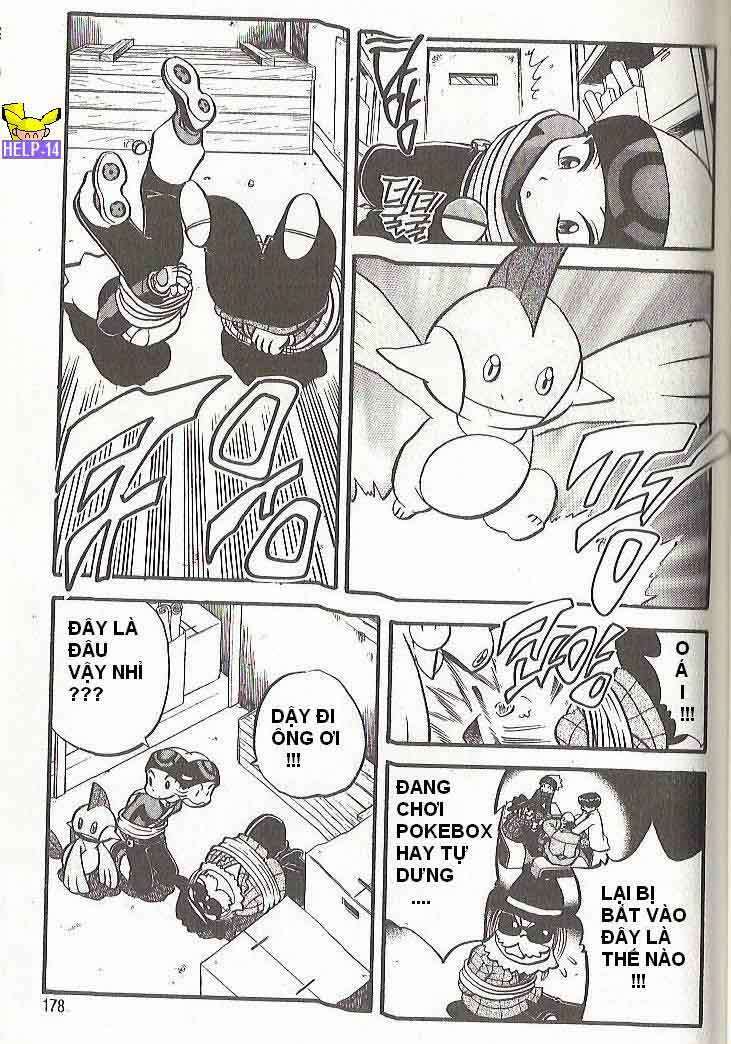 HELP-14
ĐÂY LÀ
ĐÂU
VẬY NHỈ
???
DẬY ĐI
ÔNG ƠI
!!!
O
Á
I
!!!
ĐANG
CHƠI
POKEBOX
HAY TỰ
DƯNG
....
LẠI BỊ
BẮT VÀO
ĐÂY LÀ
THẾ NÀO
!!!
178